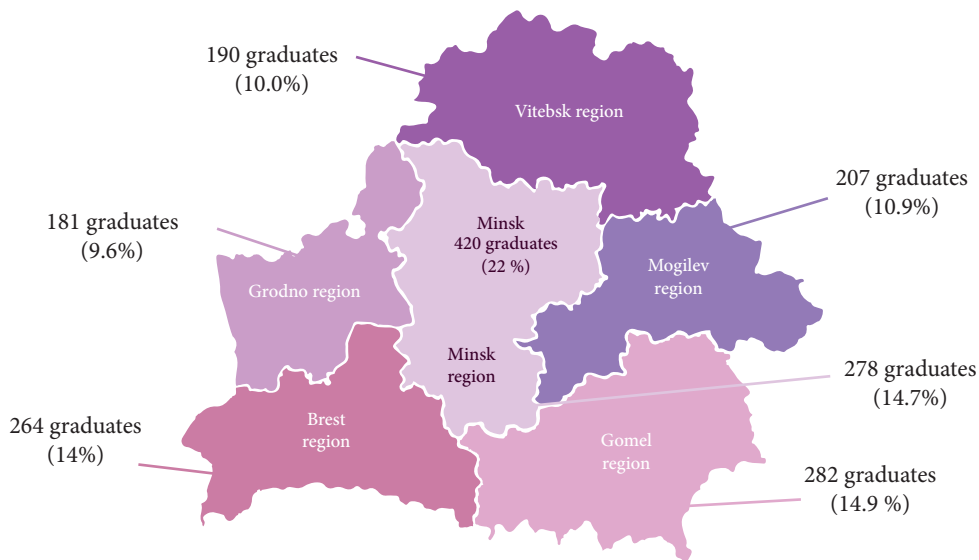 190 graduates
(10.0%)
Vitebsk region
207 graduates
(10.9%)
181 graduates
(9.6%)
Minsk
420 graduates
(22 %)
Mogilev
region
Grodno region
Minsk
region
278 graduates
(14.7%)
264 graduates
(14%)
Brest
region
Gomel
region
282 graduates
(14.9 %)